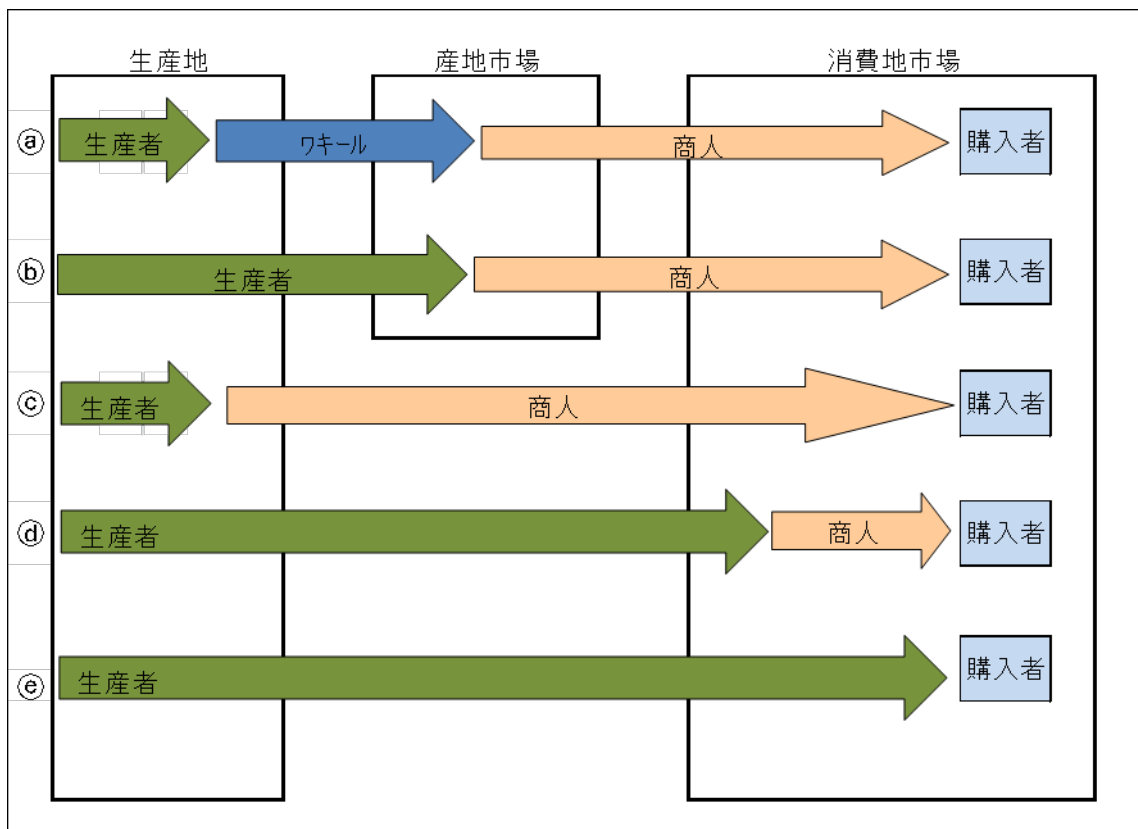 生産地
産地市場
消費地市場
ⓐ
生産者
ワキール
商人
購入者
ⓑ
生産者
商人
購入者
ⓒ
生産者
商人
購入者
ⓓ
生産者
商人
購入者
ⓔ
生産者
購入者